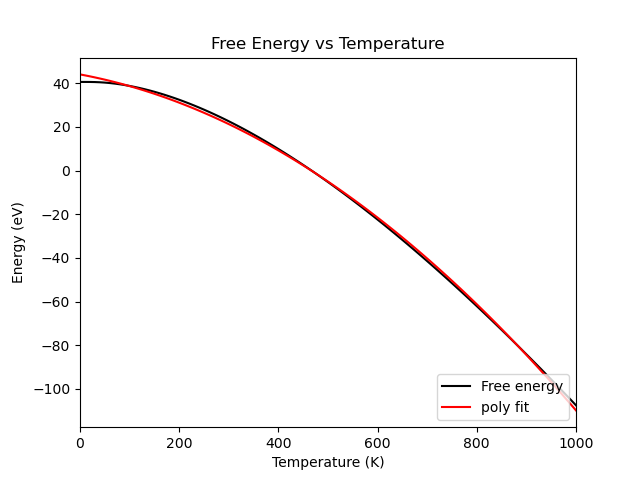 Free Energy vs Temperature
Energy (eV)
40
20
0
−20
−40
−60
−80
−100
Free energy
poly fit
0 200 400 600 800 1000
Temperature (K)